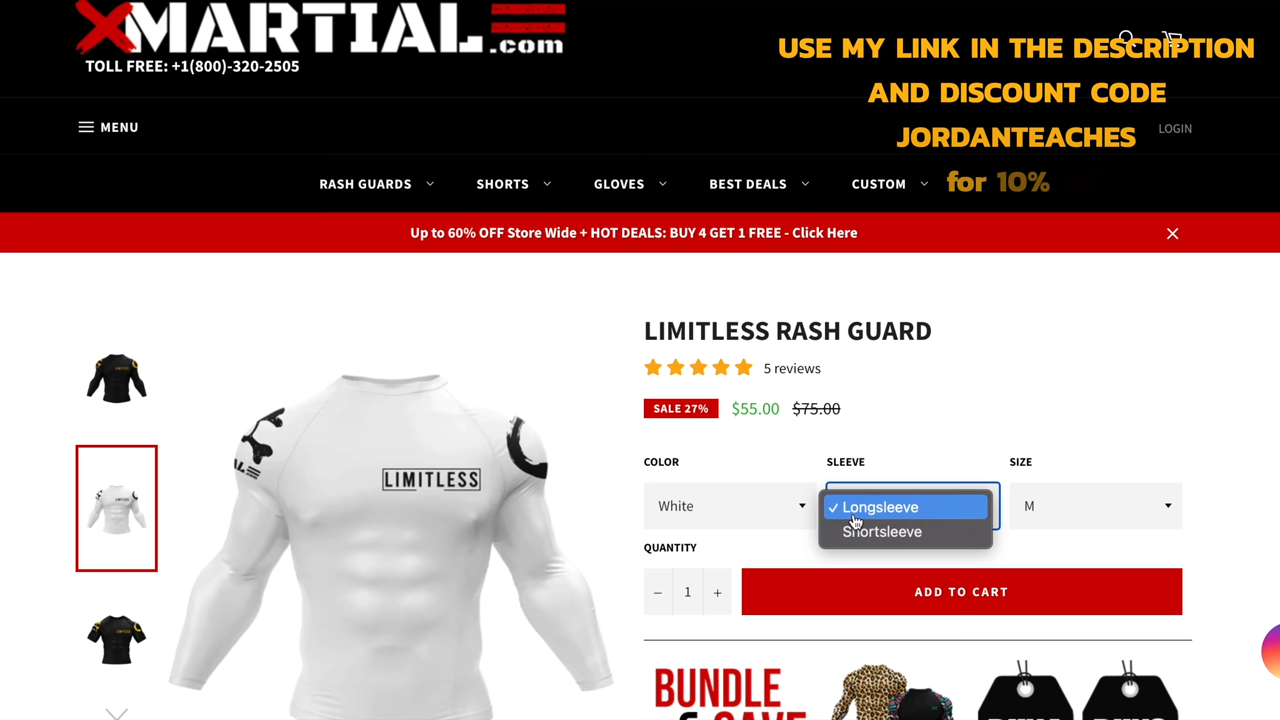 XMARTIAL
.com
TOLL FREE: +1(800)-320-2505
USE MY LINK IN THE DESCRIPTION
AND DISCOUNT CODE
JORDANTEACHES
for 10%
MENU
LOGIN
RASH GUARDS
SHORTS
GLOVES
BEST DEALS
CUSTOM
Up to 60% OFF Store Wide + HOT DEALS: BUY 4 GET 1 FREE - Click Here
LIMITLESS RASH GUARD
5 reviews
SALE 27%
$55.00
$75.00
COLOR
SLEEVE
SIZE
White
✓ Longsleeve
Shortsleeve
M
QUANTITY
− 1 +
ADD TO CART
LIMITLESS
BUNDLE
& SAVE